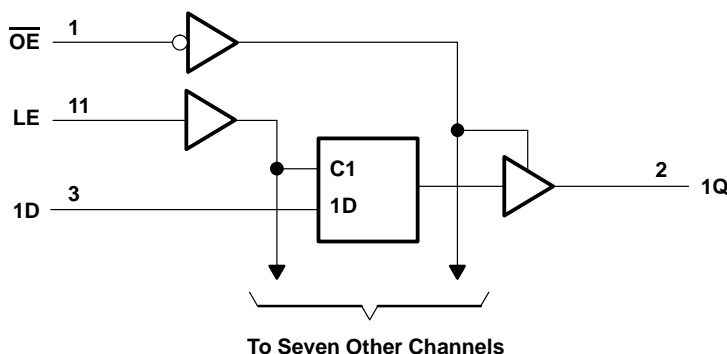 OE
1
LE
11
C1
1D
3
1D
2
1Q
To Seven Other Channels